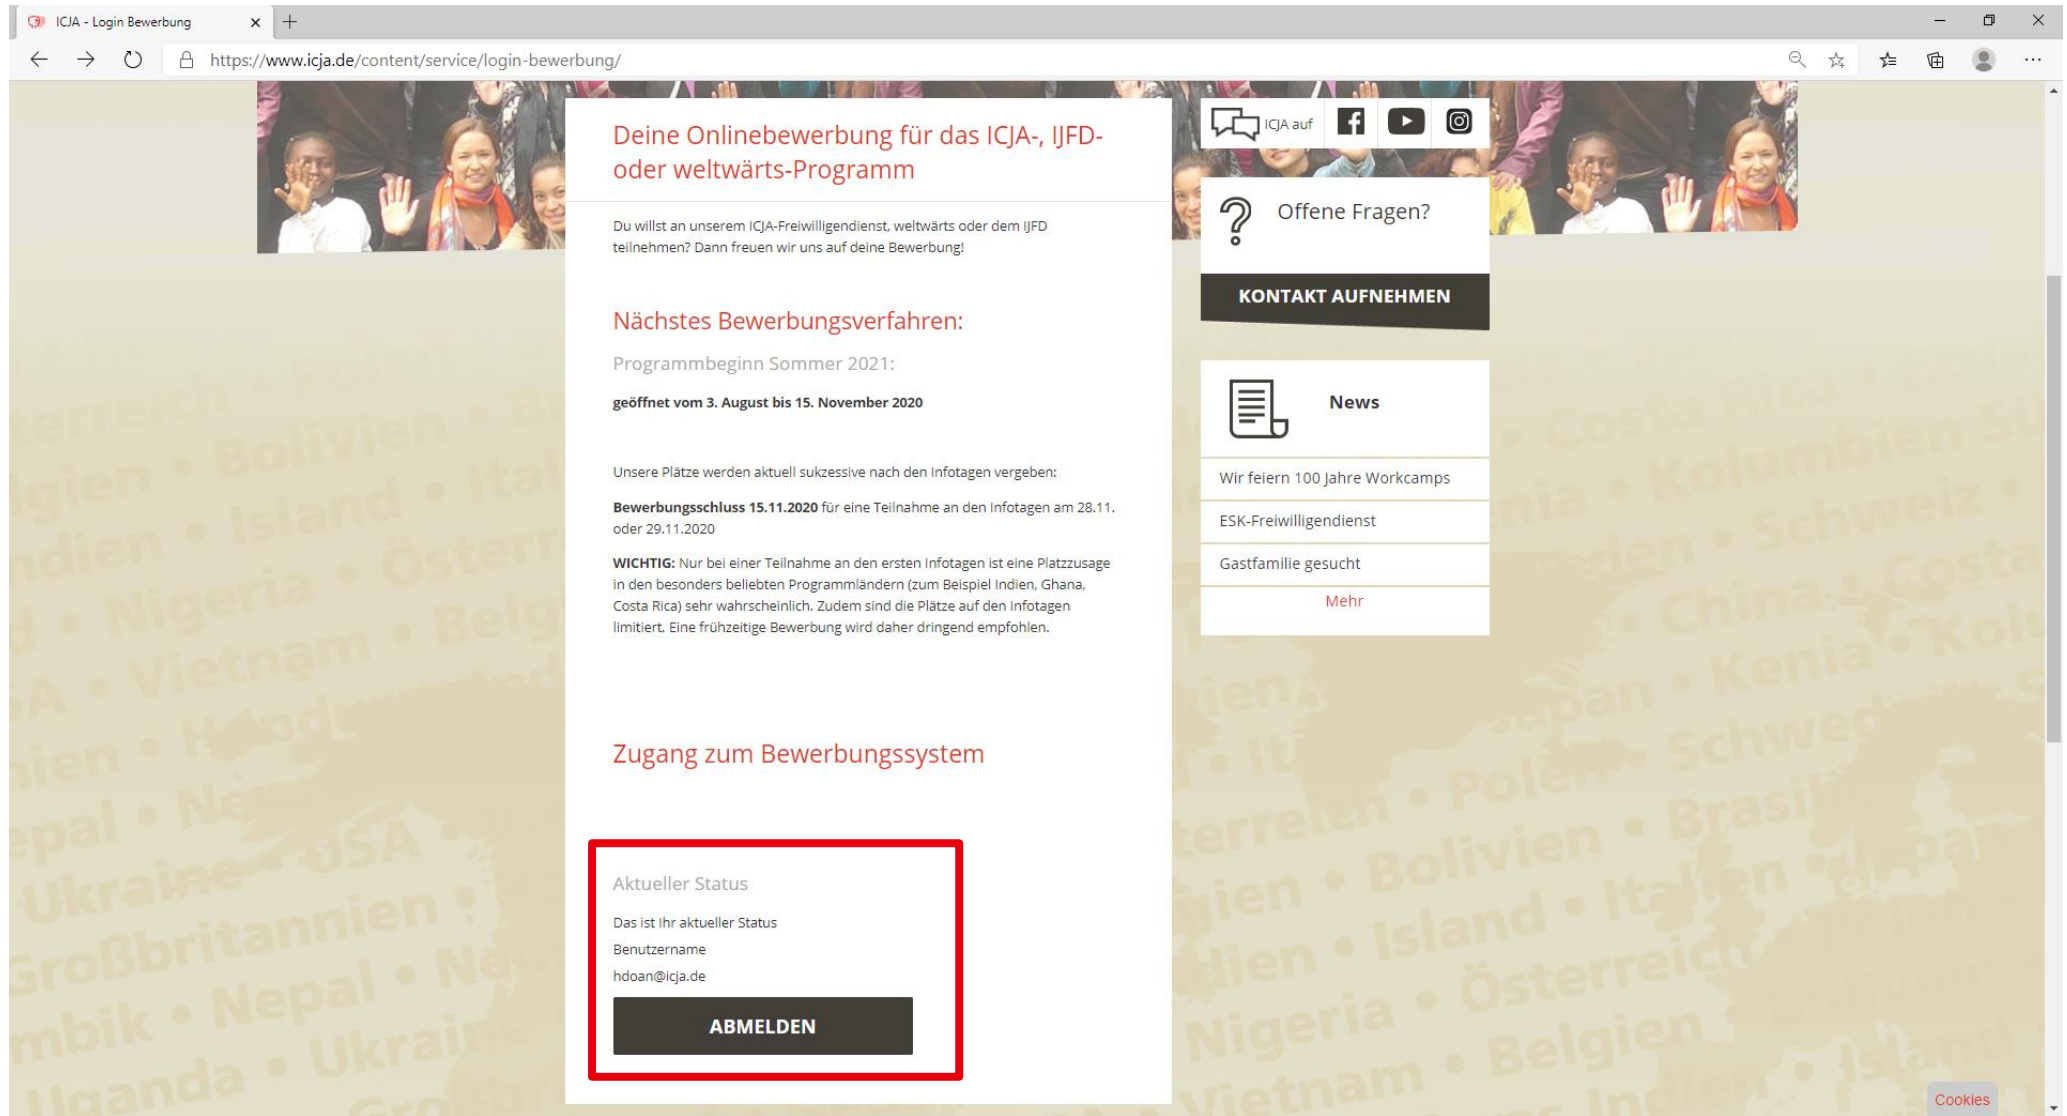 ICJA - Login Bewerbung
https://www.icja.de/content/service/login-bewerbung/
Deine Onlinebewerbung für das ICJA-, IJFD-
oder weltwärts-Programm
Du willst an unserem ICJA-Freiwilligendienst, weltwärts oder dem IJFD
teilnehmen? Dann freuen wir uns auf deine Bewerbung!
Nächstes Bewerbungsverfahren:
Programmbeginn Sommer 2021:
geöffnet vom 3. August bis 15. November 2020
Unsere Plätze werden aktuell sukzessive nach den Infotagen vergeben:
Bewerbungsschluss 15.11.2020 für eine Teilnahme an den Infotagen am 28.11.
oder 29.11.2020
WICHTIG: Nur bei einer Teilnahme an den ersten Infotagen ist eine Platzzusage
in den besonders beliebten Programmländern (zum Beispiel Indien, Ghana,
Costa Rica) sehr wahrscheinlich. Zudem sind die Plätze auf den Infotagen
limitiert. Eine frühzeitige Bewerbung wird daher dringend empfohlen.
Zugang zum Bewerbungssystem
Aktueller Status
Das ist Ihr aktueller Status
Benutzername
hdoan@icja.de
ABMELDEN
ICJA auf
Offene Fragen?
KONTAKT AUFNEHMEN
News
Wir feiern 100 Jahre Workcamps
ESK-Freiwilligendienst
Gastfamilie gesucht
Mehr
Cookies